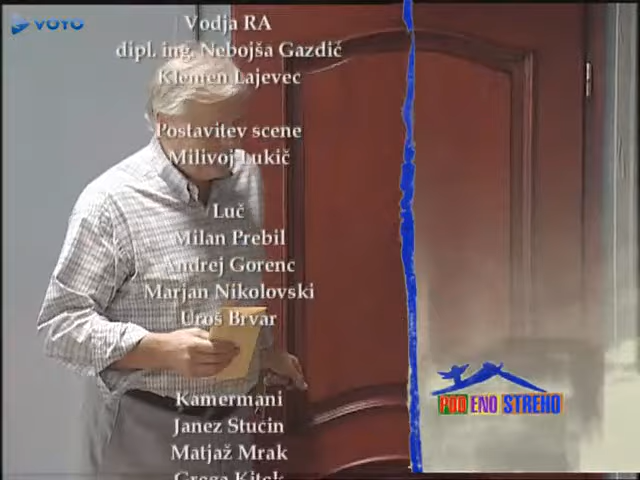 VOYO
Vodja RA
dipl. ing. Nebojša Gazdić
Klemen Lajevec
Postavitev scene
Milivoj Lukič
Luč
Milan Prebil
Andrej Gorenc
Marjan Nikolovski
Uroš Brvar
Kamermani
Janez Stucin
Matjaž Mrak
POD ENO STREHO